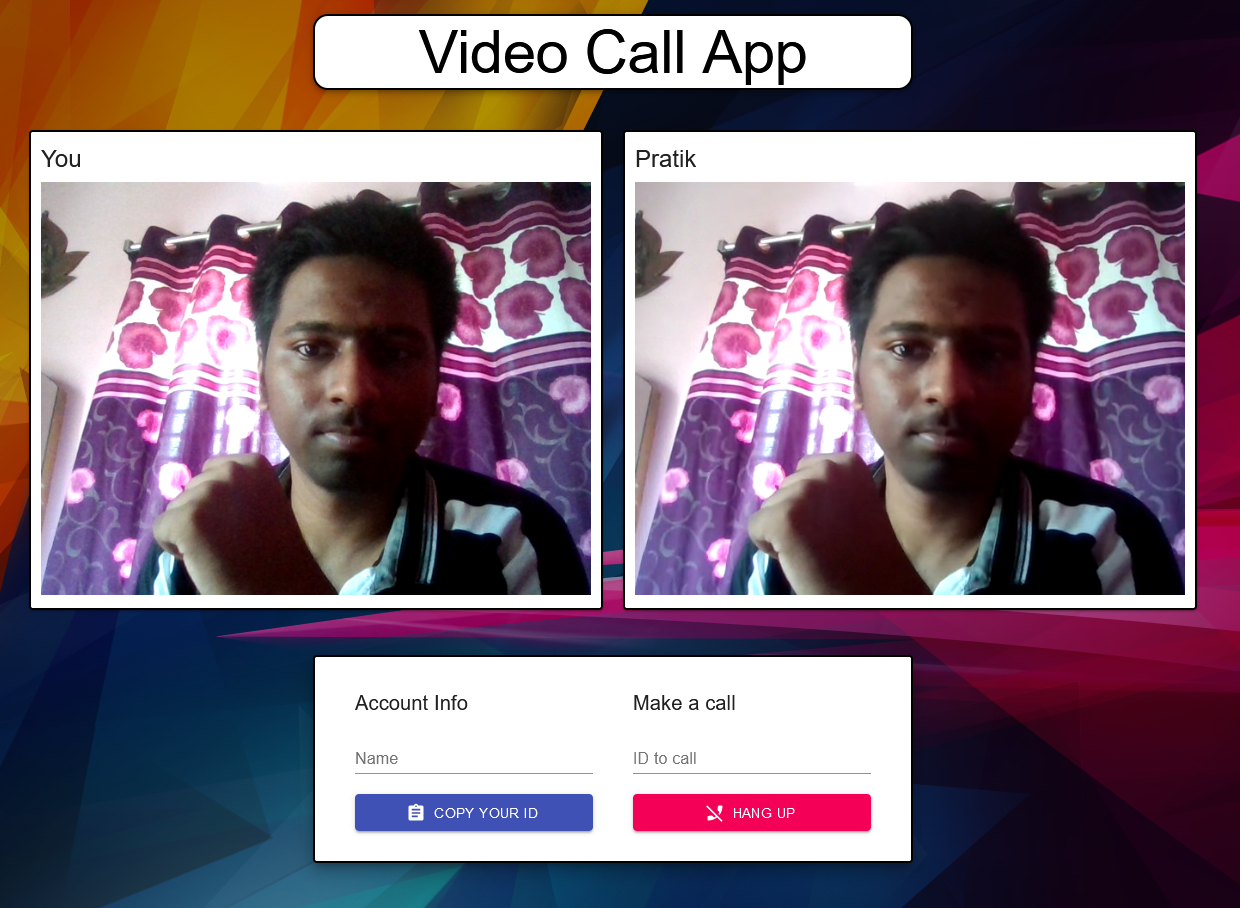 Video Call App
You
Pratik
Account Info
Make a call
Name
ID to call
COPY YOUR ID
HANG UP